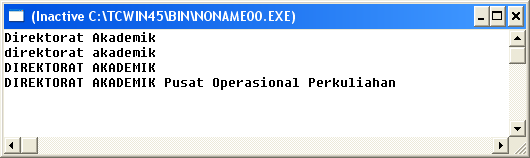 (Inactive C:\TCWIN45\BIN\NONAME00.EXE)
Direktorat Akademik
direktorat akademik
DIREKTORAT AKADEMIK
DIREKTORAT AKADEMIK Pusat Operasional Perkuliahan